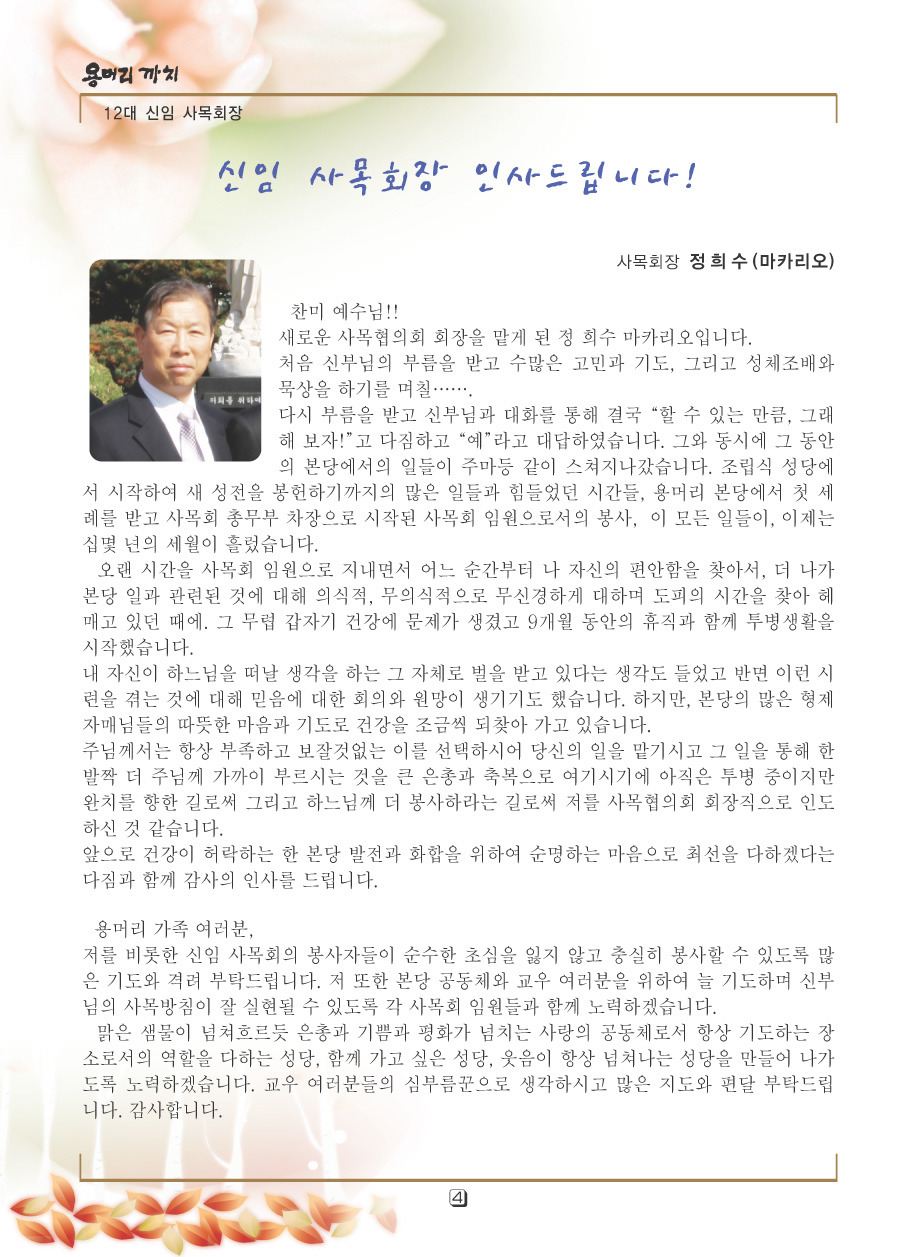 용머리 까치
12대 신임 사목회장
신임 사목회장 인사드립니다!
사목회장 정 희 수 (마카리오)
찬미 예수님!!
새로운 사목협의회 회장을 맡게 된 정 희수 마카리오입니다.
처음 신부님의 부름을 받고 수많은 고민과 기도, 그리고 성체조배와
묵상을 하기를 며칠…….
다시 부름을 받고 신부님과 대화를 통해 결국 “할 수 있는 만큼, 그래
해 보자!”고 다짐하고 “예”라고 대답하였습니다. 그와 동시에 그 동안
의 본당에서의 일들이 주마등 같이 스쳐지나갔습니다. 조립식 성당에
서 시작하여 새 성전을 봉헌하기까지의 많은 일들과 힘들었던 시간들, 용머리 본당에서 첫 세
례를 받고 사목회 총무부 차장으로 시작된 사목회 임원으로서의 봉사, 이 모든 일들이, 이제는
십몇 년의 세월이 흘렀습니다.
오랜 시간을 사목회 임원으로 지내면서 어느 순간부터 나 자신의 편안함을 찾아서, 더 나가
본당 일과 관련된 것에 대해 의식적, 무의식적으로 무신경하게 대하며 도피의 시간을 찾아 헤
매고 있던 때에. 그 무렵 갑자기 건강에 문제가 생겼고 9개월 동안의 휴직과 함께 투병생활을
시작했습니다.
내 자신이 하느님을 떠날 생각을 하는 그 자체로 벌을 받고 있다는 생각도 들었고 반면 이런 시
련을 겪는 것에 대해 믿음에 대한 회의와 원망이 생기기도 했습니다. 하지만, 본당의 많은 형제
자매님들의 따뜻한 마음과 기도로 건강을 조금씩 되찾아 가고 있습니다.
주님께서는 항상 부족하고 보잘것없는 이를 선택하시어 당신의 일을 맡기시고 그 일을 통해 한
발짝 더 주님께 가까이 부르시는 것을 큰 은총과 축복으로 여기시기에 아직은 투병 중이지만
완치를 향한 길로써 그리고 하느님께 더 봉사하라는 길로써 저를 사목협의회 회장직으로 인도
하신 것 같습니다.
앞으로 건강이 허락하는 한 본당 발전과 화합을 위하여 순명하는 마음으로 최선을 다하겠다는
다짐과 함께 감사의 인사를 드립니다.
용머리 가족 여러분,
저를 비롯한 신임 사목회의 봉사자들이 순수한 초심을 잃지 않고 충실히 봉사할 수 있도록 많
은 기도와 격려 부탁드립니다. 저 또한 본당 공동체와 교우 여러분을 위하여 늘 기도하며 신부
님의 사목방침이 잘 실현될 수 있도록 각 사목회 임원들과 함께 노력하겠습니다.
맑은 샘물이 넘쳐흐르듯 은총과 기쁨과 평화가 넘치는 사랑의 공동체로서 항상 기도하는 장
소로서의 역할을 다하는 성당, 함께 가고 싶은 성당, 웃음이 항상 넘쳐나는 성당을 만들어 나가
도록 노력하겠습니다. 교우 여러분들의 심부름꾼으로 생각하시고 많은 지도와 편달 부탁드립
니다. 감사합니다.
4